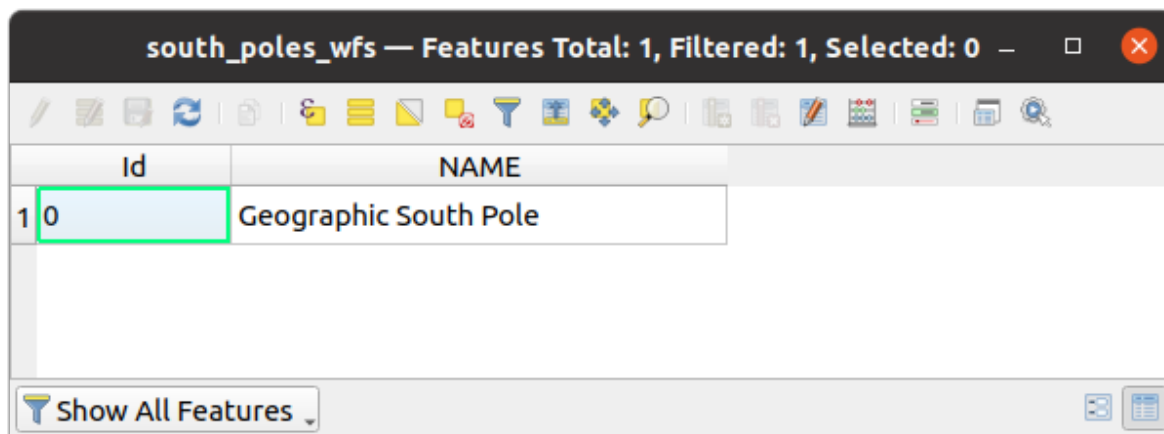 south_poles_wfs — Features Total: 1, Filtered: 1, Selected: 0
Id NAME
1 0 Geographic South Pole
Show All Features